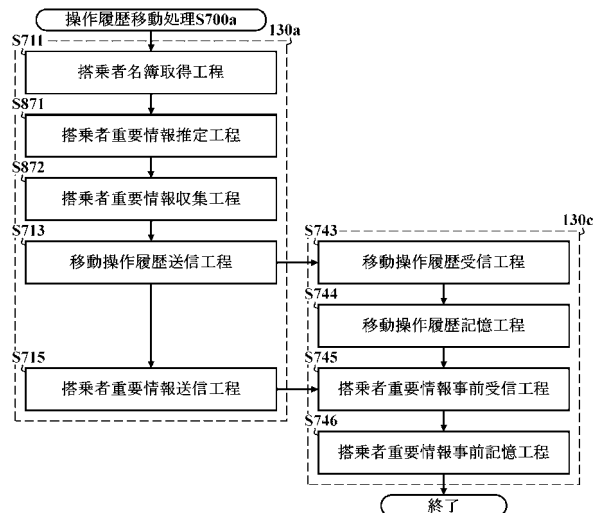 操作履歴移動処理S700a
130a
S711
搭乗者名簿取得工程
S871
搭乗者重要情報推定工程
S872
搭乗者重要情報収集工程
S713
移動操作履歴送信工程
S715
搭乗者重要情報送信工程
130c
S743
移動操作履歴受信工程
S744
移動操作履歴記憶工程
S745
搭乗者重要情報事前受信工程
S746
搭乗者重要情報事前記憶工程
終了